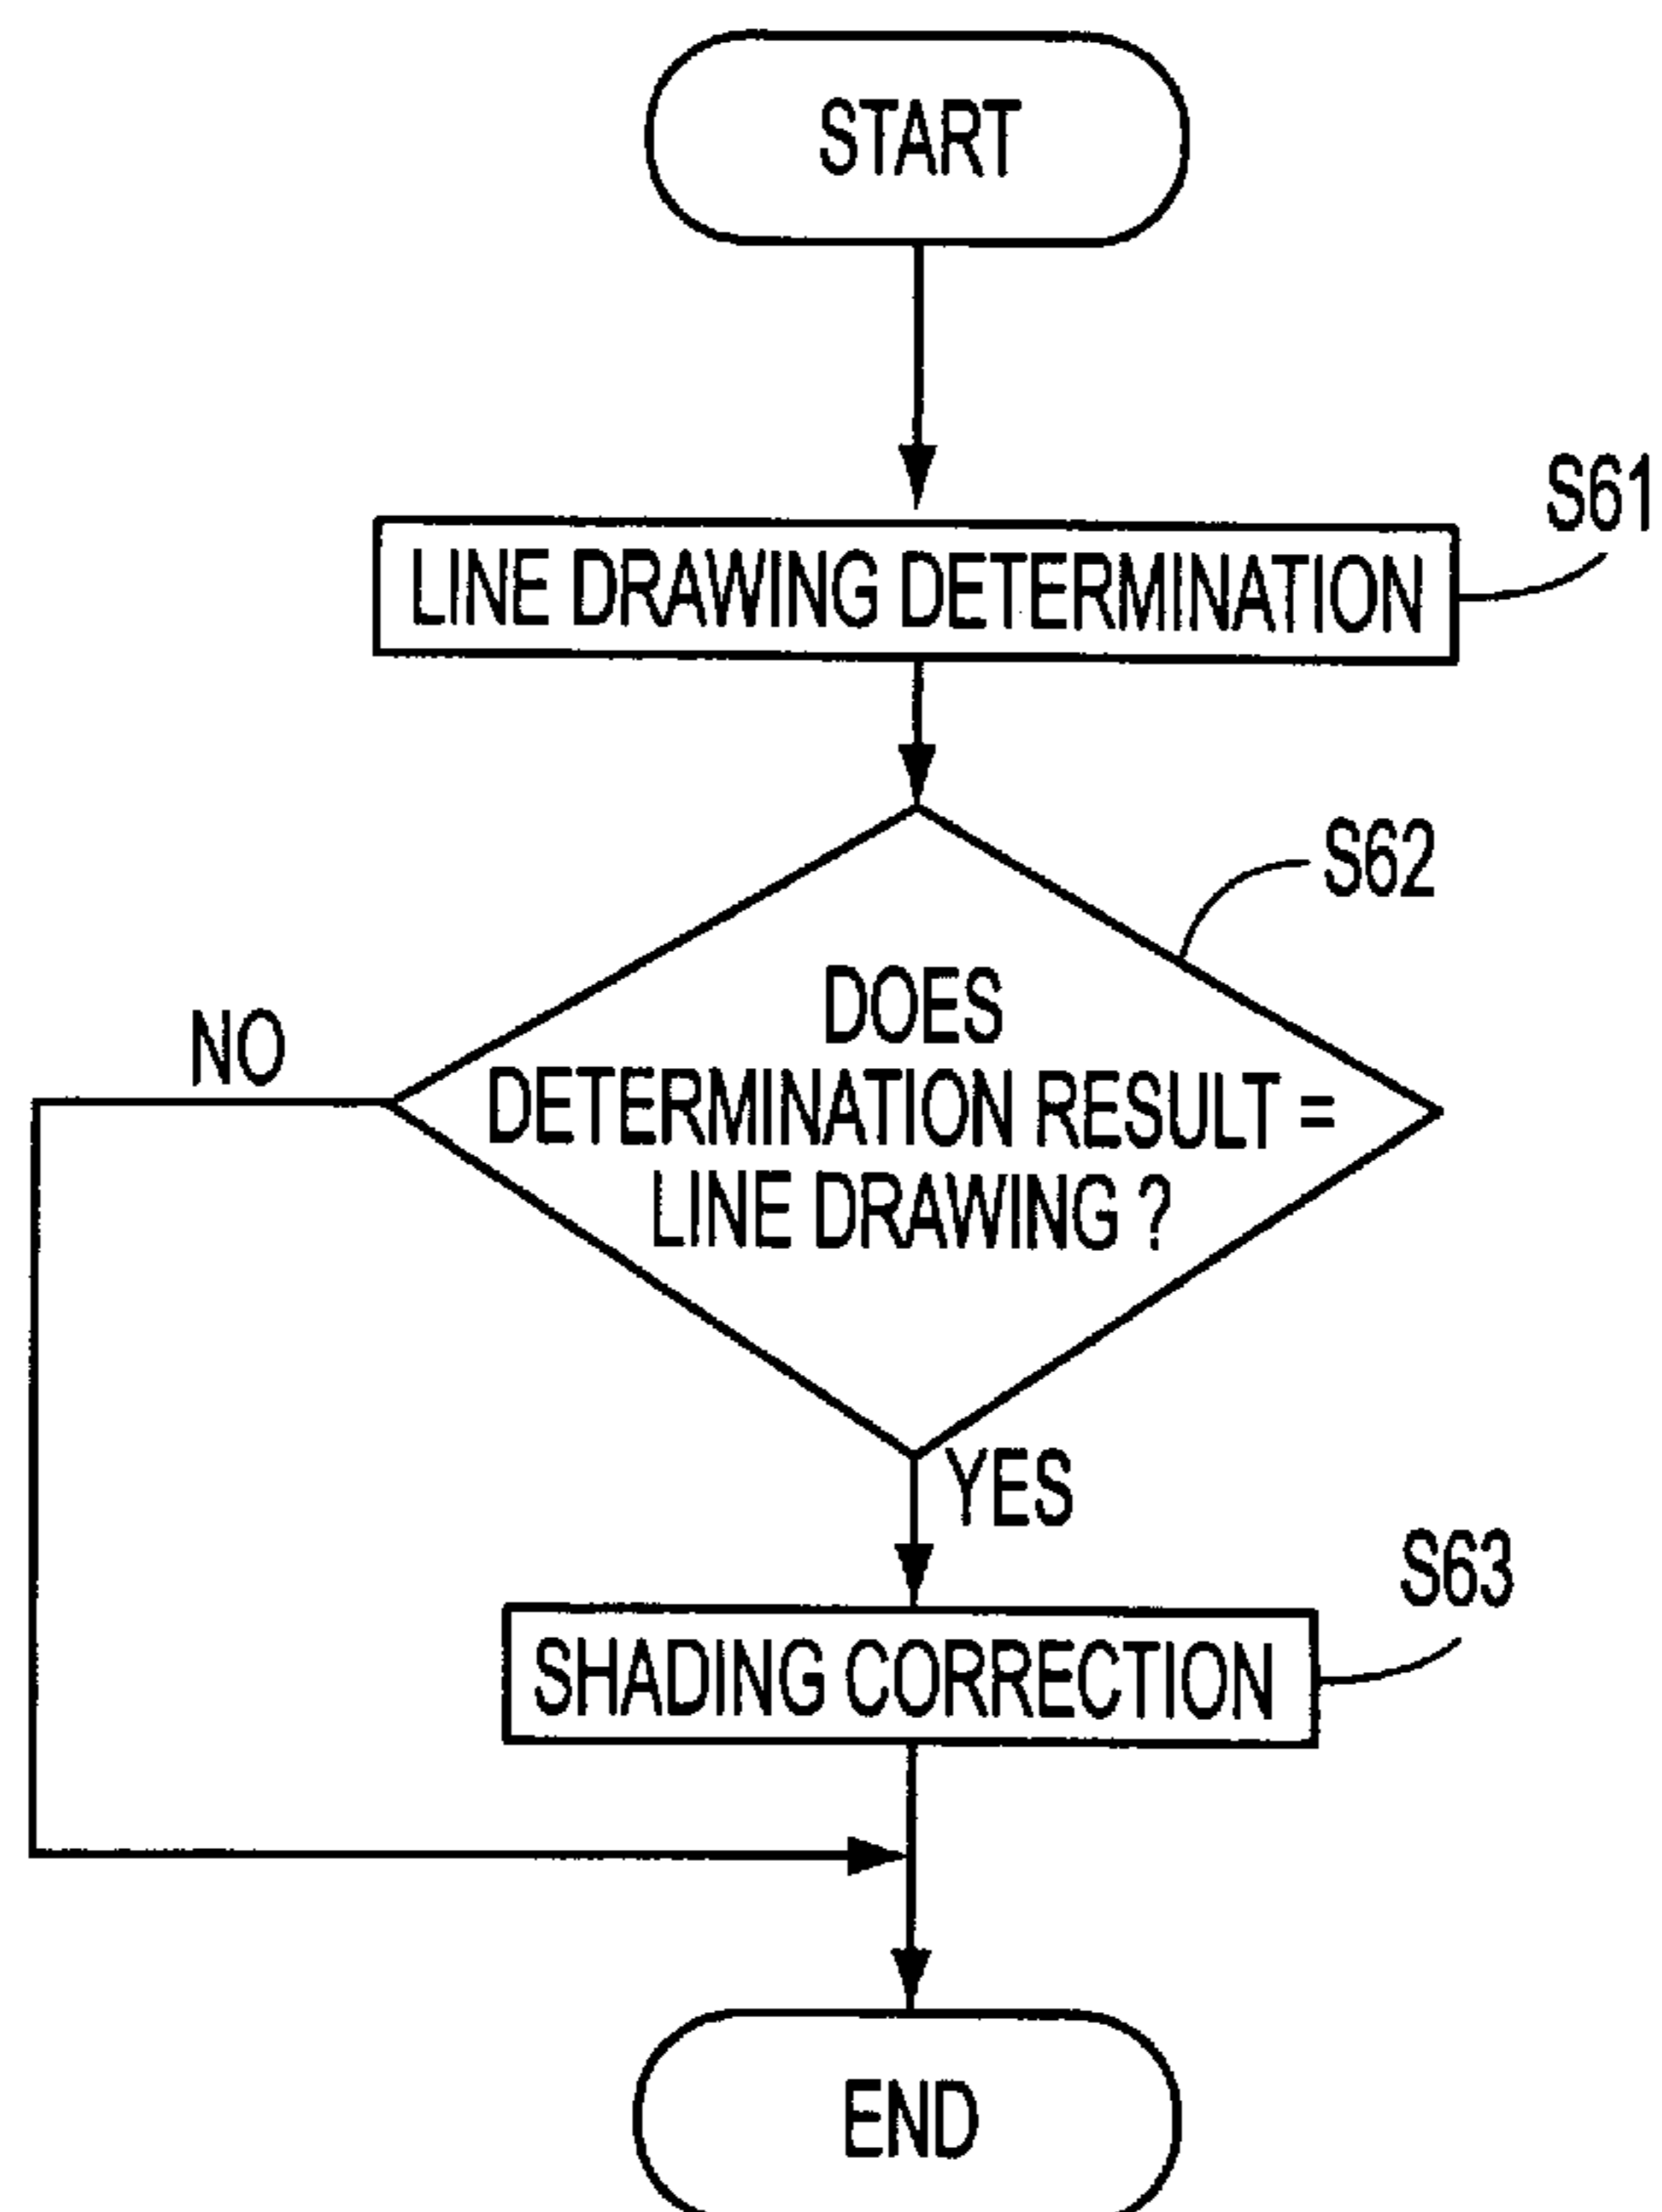 START
S61
LINE DRAWING DETERMINATION
S62
DOES
NO
DETERMINATION RESULT =
LINE DRAWING ?
YES
S63
SHADING CORRECTION
END